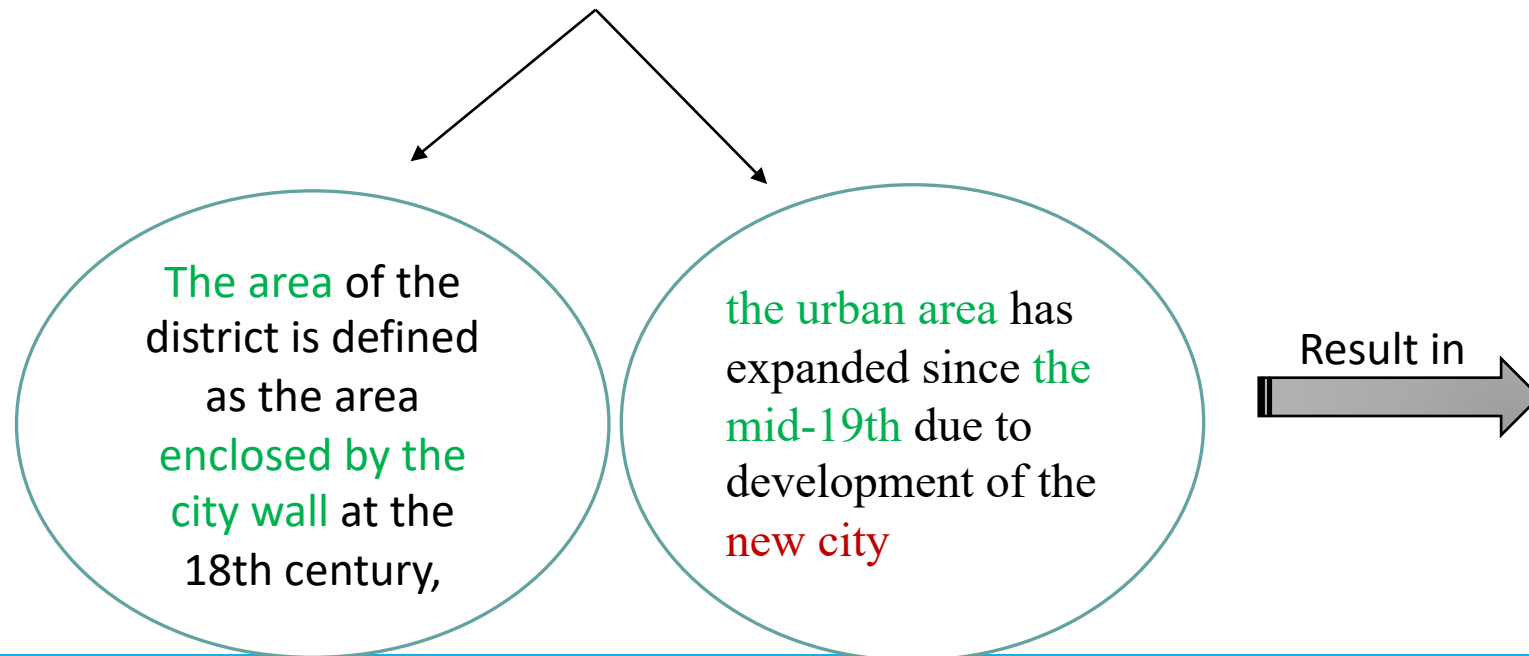 The area of the
district is defined
as the area
enclosed by the
city wall at the
18th century,
the urban area has
expanded since the
mid-19th due to
development of the
new city
Result in